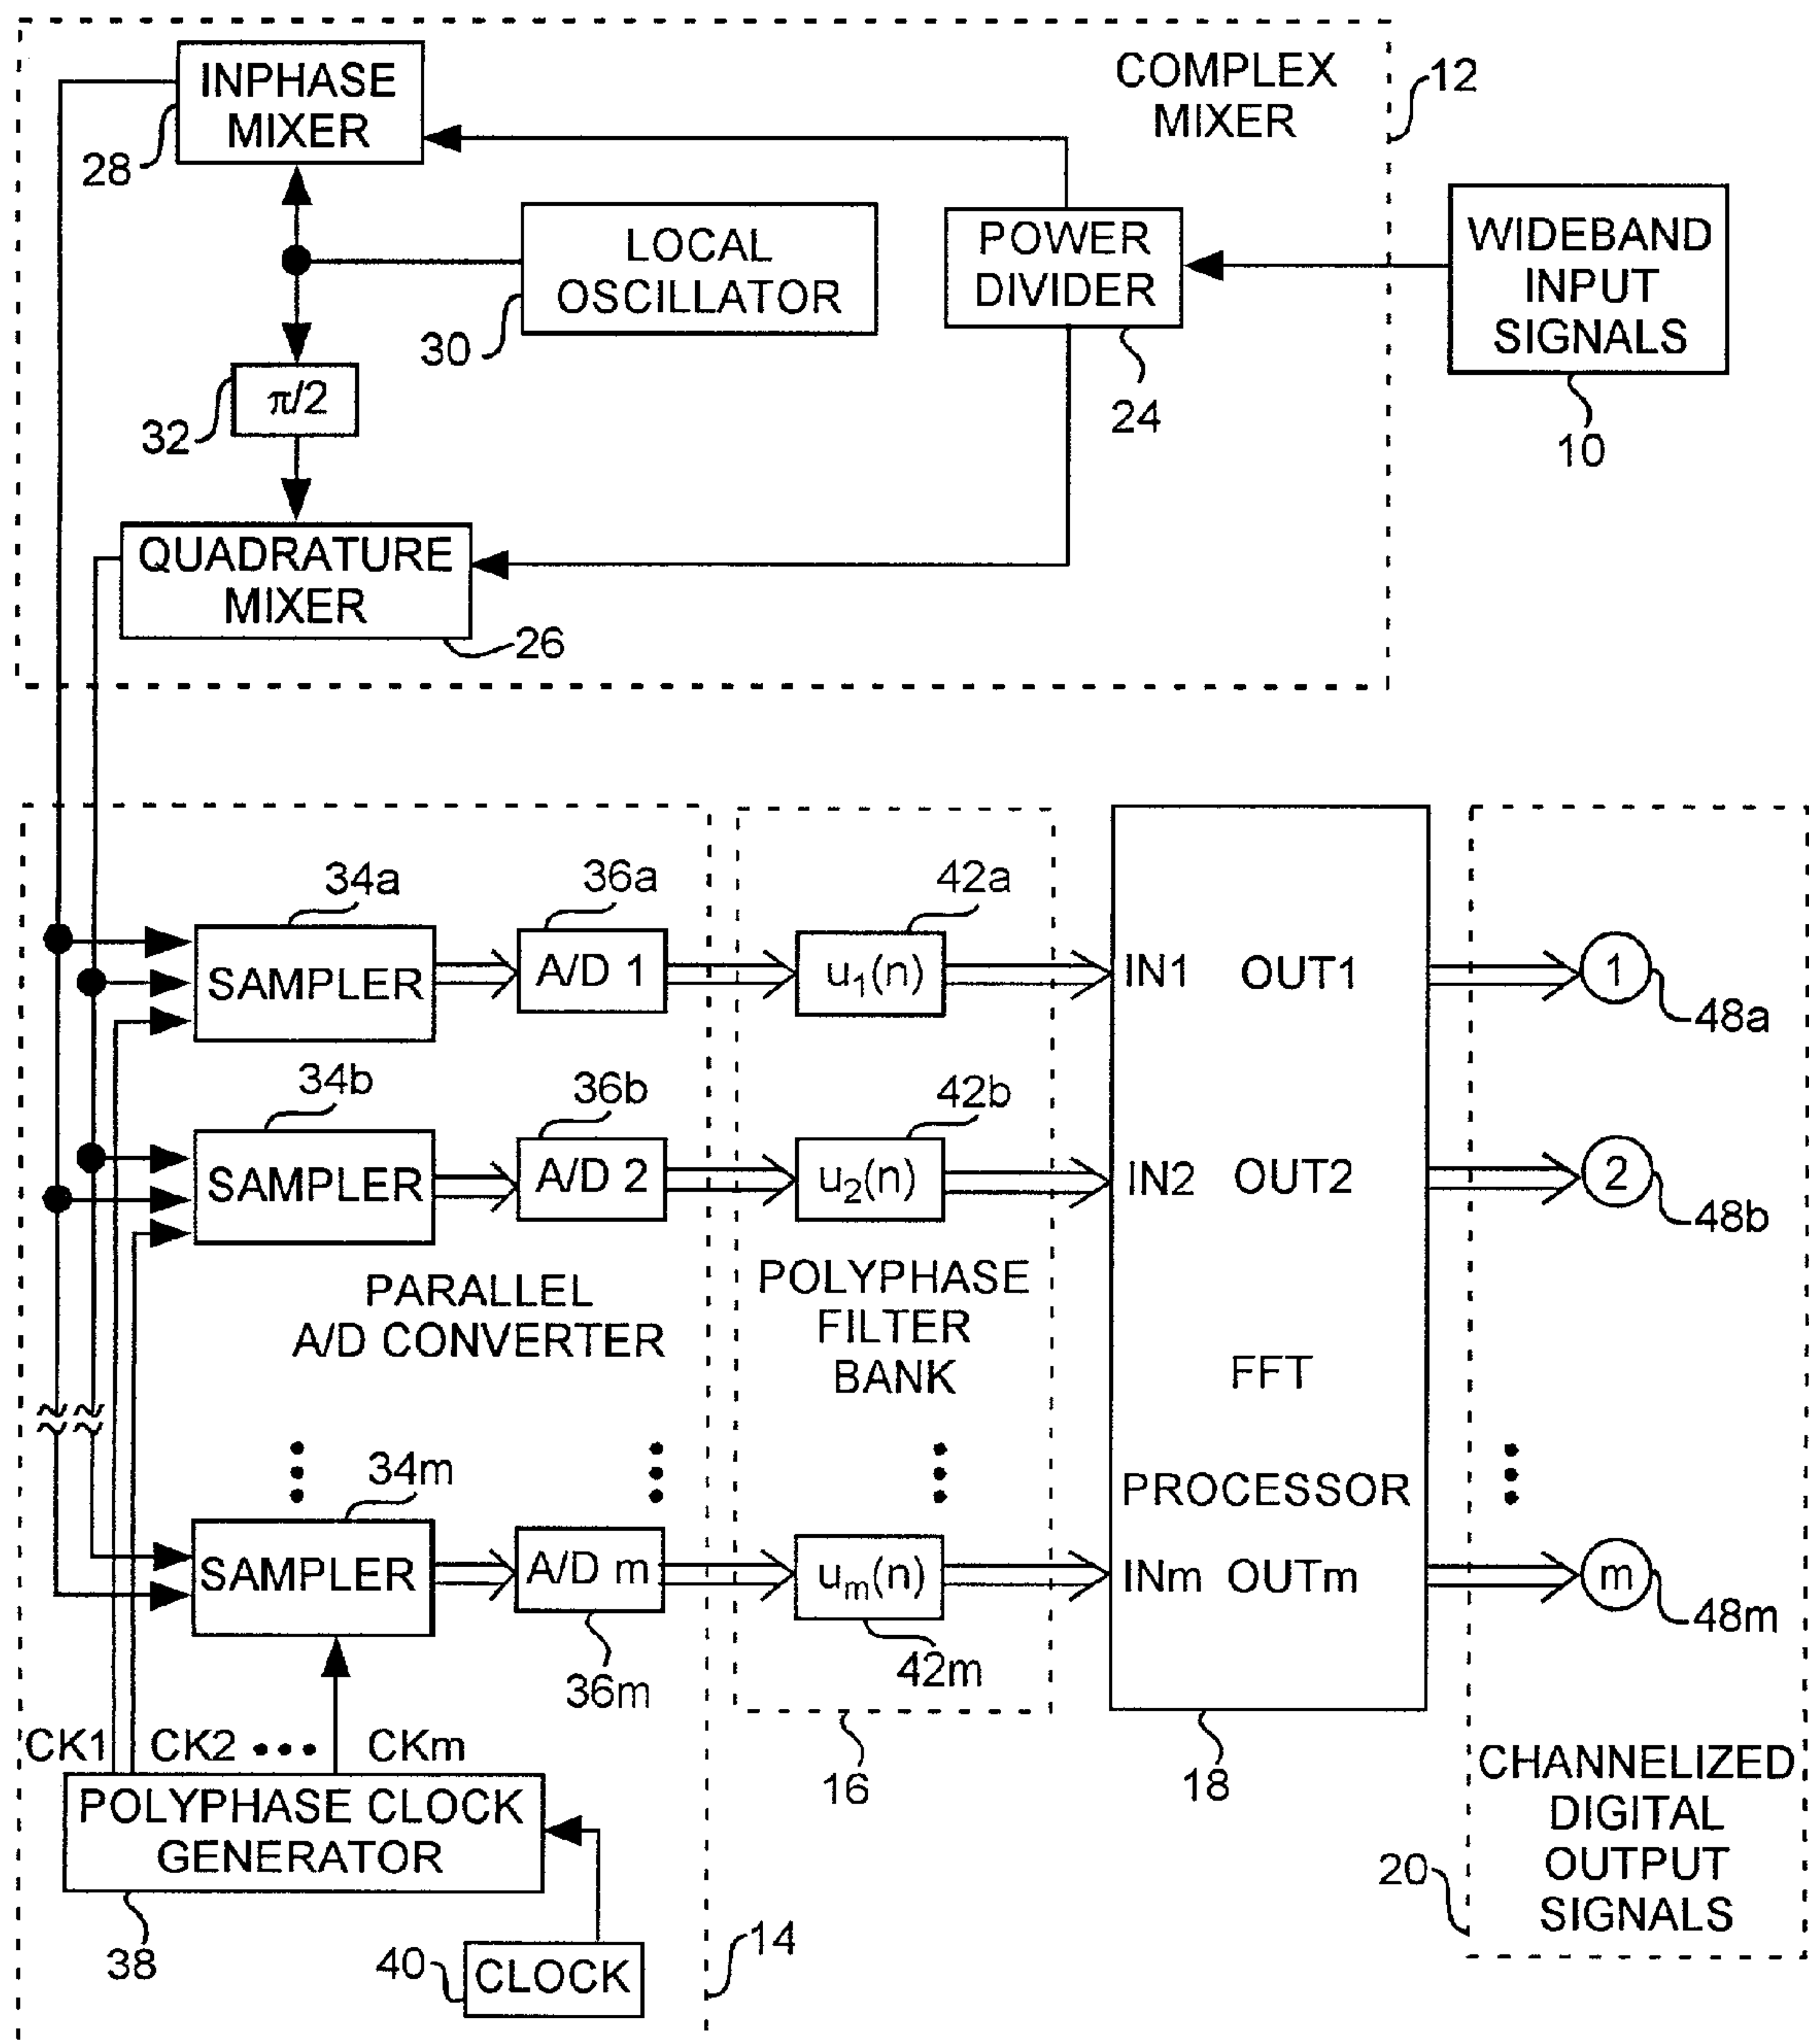 INPHASE
MIXER
28
COMPLEX
MIXER
12
LOCAL
OSCILLATOR
30
POWER
DIVIDER
24
WIDEBAND
INPUT
SIGNALS
10
π/2
32
QUADRATURE
MIXER
26
34a
36a
42a
SAMPLER
A/D 1
u1(n)
IN1
OUT1
1
48a
34b
36b
42b
SAMPLER
A/D 2
u2(n)
IN2
OUT2
2
48b
PARALLEL
A/D CONVERTER
POLYPHASE
FILTER
BANK
FFT
PROCESSOR
34m
SAMPLER
A/D m
um(n)
INm
OUTm
m
48m
36m
42m
CK1
CK2 •••
CKm
16
18
POLYPHASE CLOCK
GENERATOR
38
40
CLOCK
14
CHANNELIZED
DIGITAL
OUTPUT
SIGNALS
20